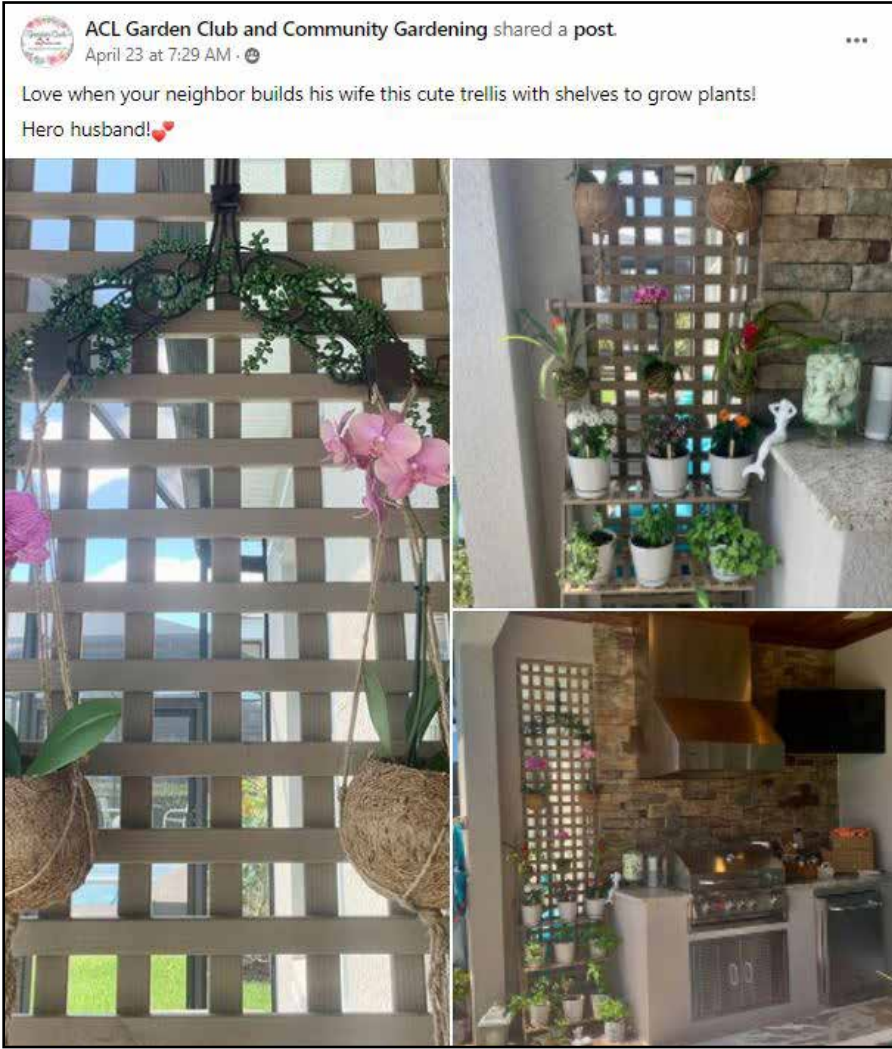 ACL Garden Club and Community Gardening shared a post.
April 23 at 7:29 AM ·
Love when your neighbor builds his wife this cute trellis with shelves to grow plants!
Hero husband!💕